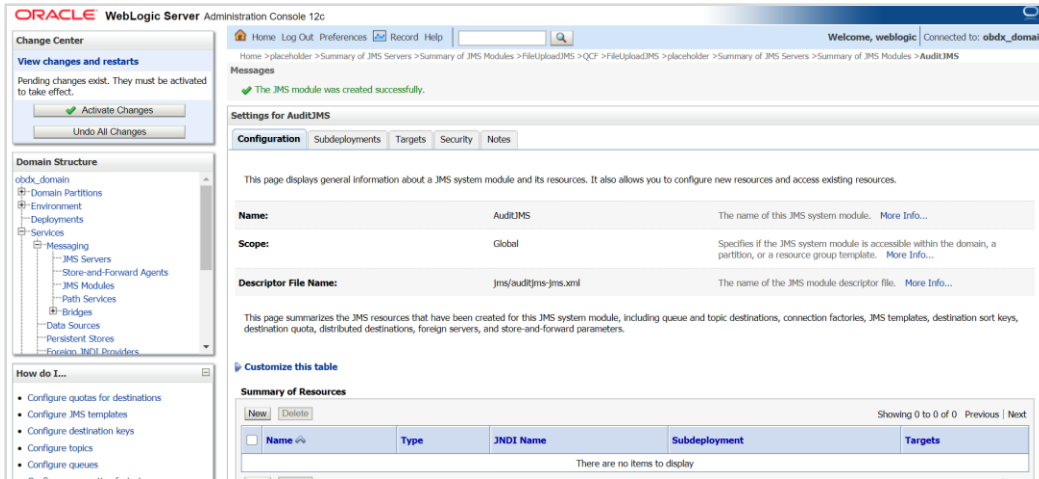 ORACLE WebLogic Server Administration Console 12c
Change Center
View changes and restarts
Pending changes exist. They must be activated
to take effect.
Activate Changes
Undo All Changes
Domain Structure
obdx_domain
Domain Partitions
Environment
Deployments
Services
Messaging
JMS Servers
Store-and-Forward Agents
JMS Modules
Path Services
Bridges
Data Sources
Persistent Stores
Foreign JNDI Providers
How do I...
Configure quotas for destinations
Configure JMS templates
Configure destination keys
Configure topics
Configure queues
Home Log Out Preferences Record Help
Welcome, weblogic Connected to: obdx_domai
Home >placeholder >Summary of JMS Servers >Summary of JMS Modules >FileUploadJMS >QCF >FileUploadJMS >placeholder >Summary of JMS Servers >Summary of JMS Modules >AuditJMS
Messages
The JMS module was created successfully.
Settings for AuditJMS
Configuration Subdeployments Targets Security Notes
This page displays general information about a JMS system module and its resources. It also allows you to configure new resources and access existing resources.
Name: AuditJMS The name of this JMS system module. More Info...
Scope: Global Specifies if the JMS system module is accessible within the domain, a
partition, or a resource group template. More Info...
Descriptor File Name: jms/auditjms-jms.xml The name of the JMS module descriptor file. More Info...
This page summarizes the JMS resources that have been created for this JMS system module, including queue and topic destinations, connection factories, JMS templates, destination sort keys,
destination quota, distributed destinations, foreign servers, and store-and-forward parameters.
Customize this table
Summary of Resources
New Delete Showing 0 to 0 of 0 Previous | Next
Name Type JNDI Name Subdeployment Targets
There are no items to display